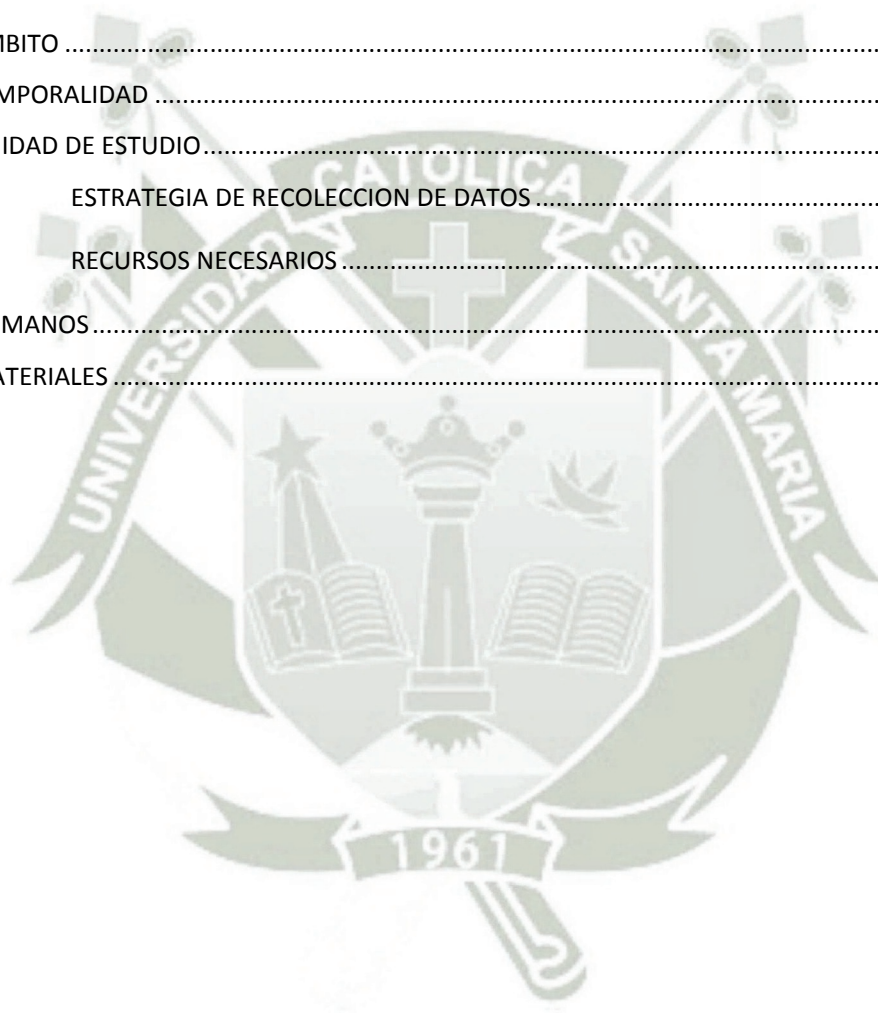 MBITO ........................................................................................................
MPORALIDAD ........................................................................................
IDAD DE ESTUDIO.................................................................................
ESTRATEGIA DE RECOLECCION DE DATOS ..........................................
RECURSOS NECESARIOS ......................................................................
MANOS ...................................................................................................
ATERIALES ..............................................................................................
UNIVERSIDAD CATOLICA SANTA MARIA
1961